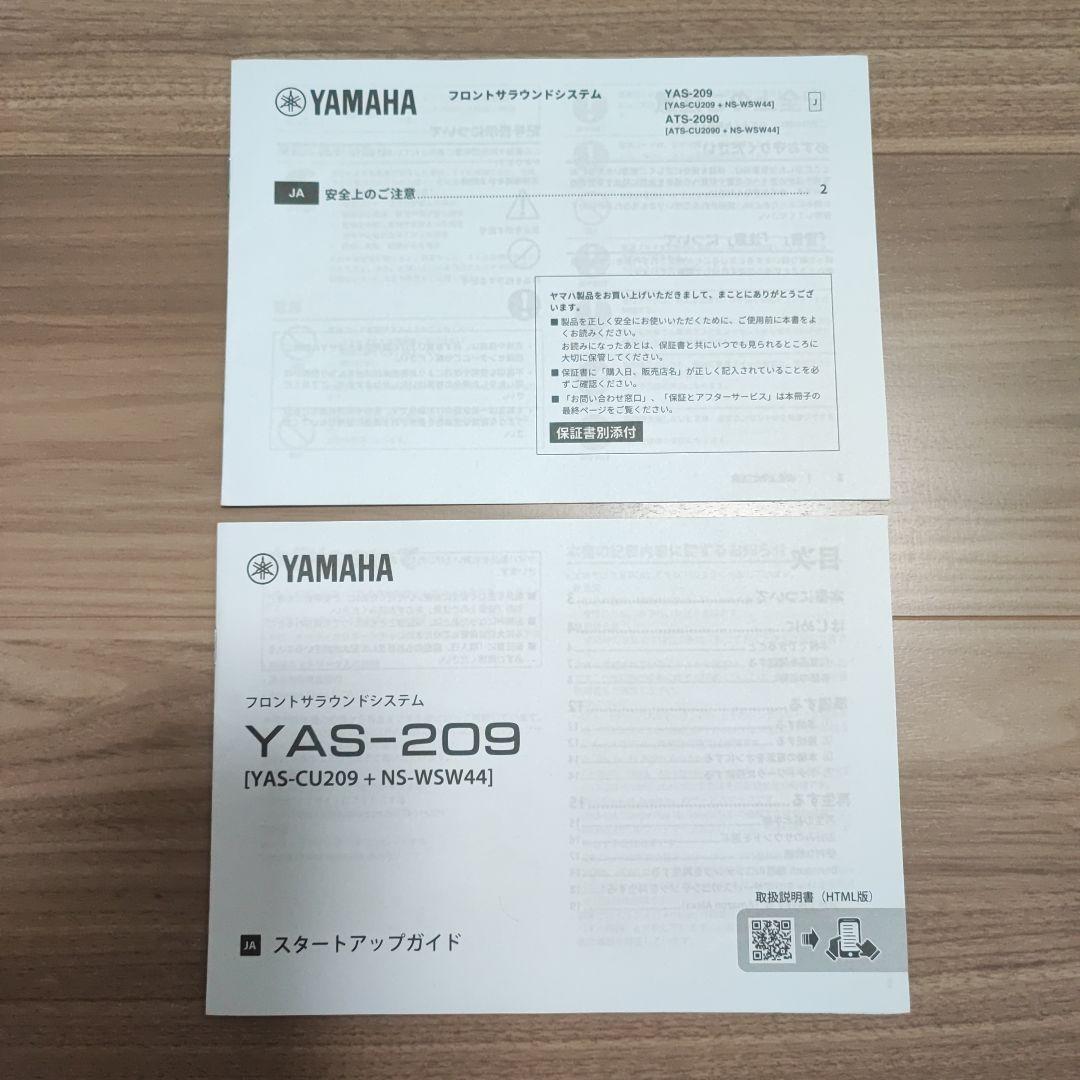 YAMAHA
フロントサラウンドシステム
YAS-209
[YAS-CU209 + NS-WSW44]
ATS-2090
[ATS-CU2090 + NS-WSW44]
J
JA 安全上のご注意 2
ヤマハ製品をお買い上げいただきまして、まことにありがとうござ
います。
■ 製品を正しく安全にお使いいただくために、ご使用前に本書をよ
くお読みください。
お読みになったあとは、保証書と共にいつでも見られるところに
大切に保管してください。
■ 保証書に「購入日、販売店名」が正しく記入されていることを必
ずご確認ください。
■ 「お問い合わせ窓口」、「保証とアフターサービス」は本冊子の
最終ページをご覧ください。
保証書別添付
YAMAHA
フロントサラウンドシステム
YAS-209
[YAS-CU209 + NS-WSW44]
取扱説明書（HTML版）
JA スタートアップガイド